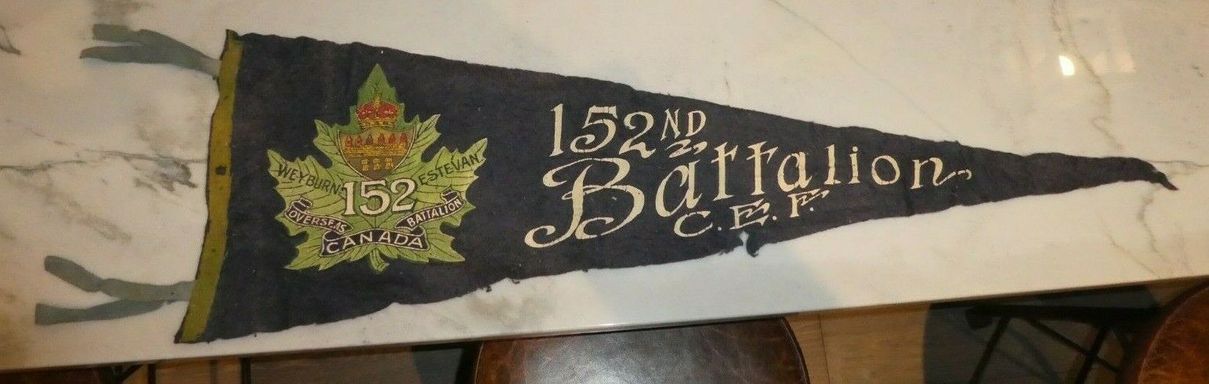 WEYBURN ESTEVAN
152
OVERSEAS BATTALION
CANADA
152ND
Battalion
C.E.F.